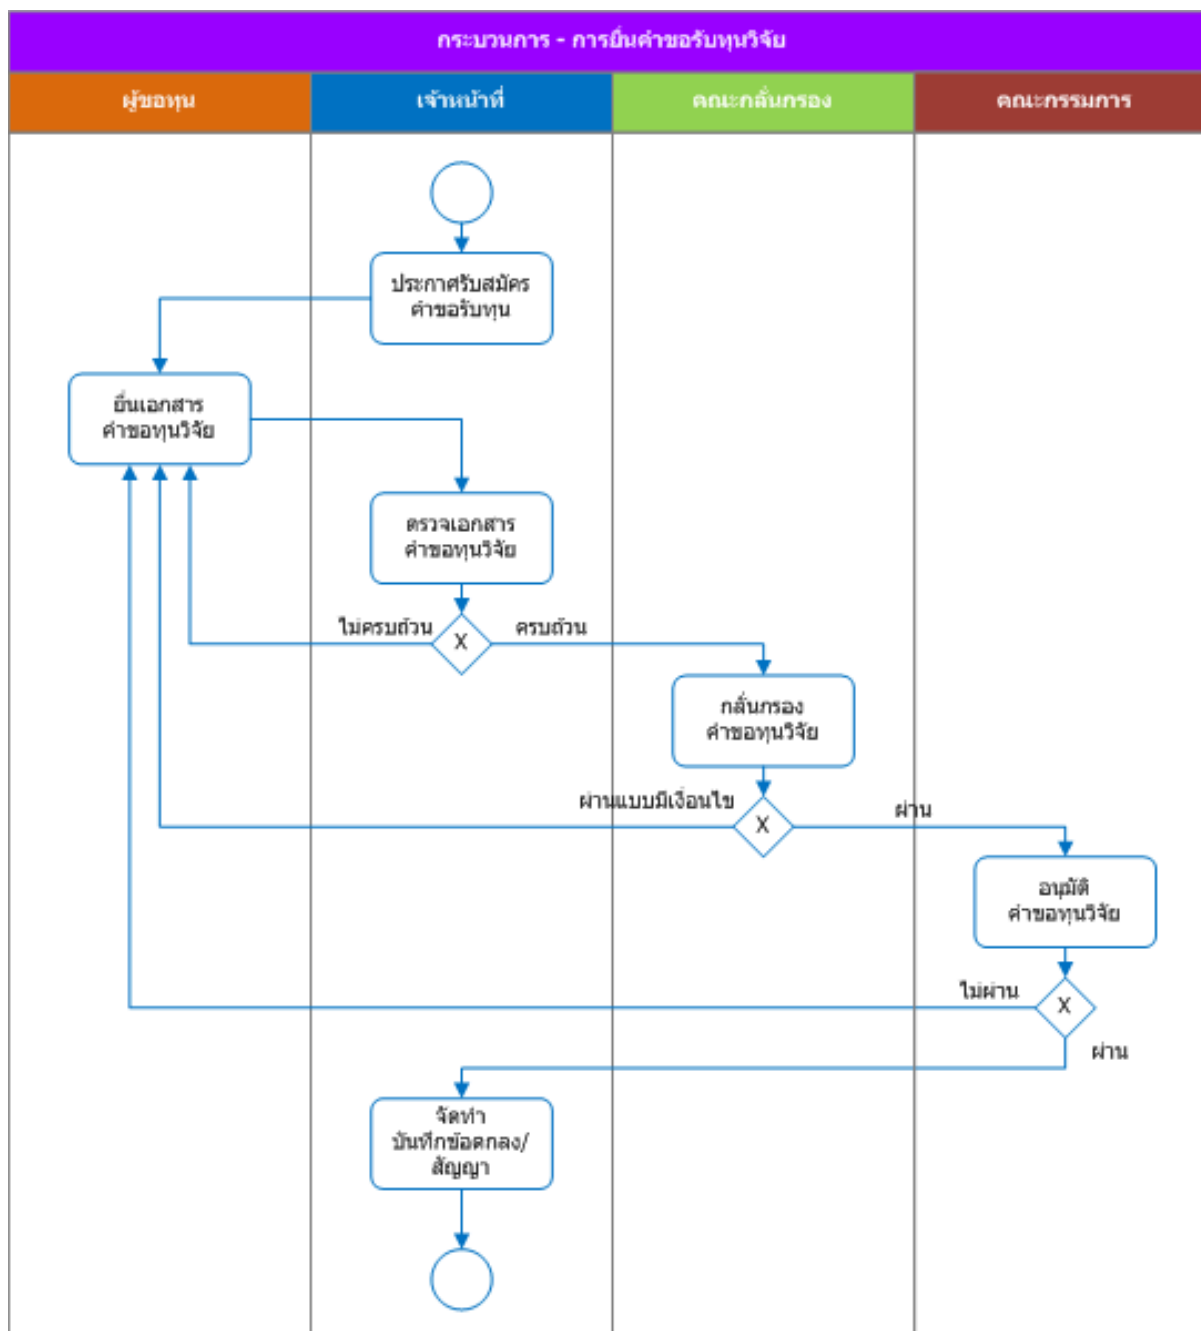 กระบวนการ - การยื่นคำขอรับทุนวิจัย
ผู้ขอทุน
เจ้าหน้าที่
คณะกลั่นกรอง
คณะกรรมการ
ประกาศรับสมัคร
คำขอรับทุน
ยื่นเอกสาร
คำขอทุนวิจัย
ตรวจเอกสาร
คำขอทุนวิจัย
ไม่ครบถ้วน
X
ครบถ้วน
กลั่นกรอง
คำขอทุนวิจัย
ผ่านแบบมีเงื่อนไข
X
ผ่าน
อนุมัติ
คำขอทุนวิจัย
ไม่ผ่าน
X
ผ่าน
จัดทำ
บันทึกข้อตกลง/
สัญญา